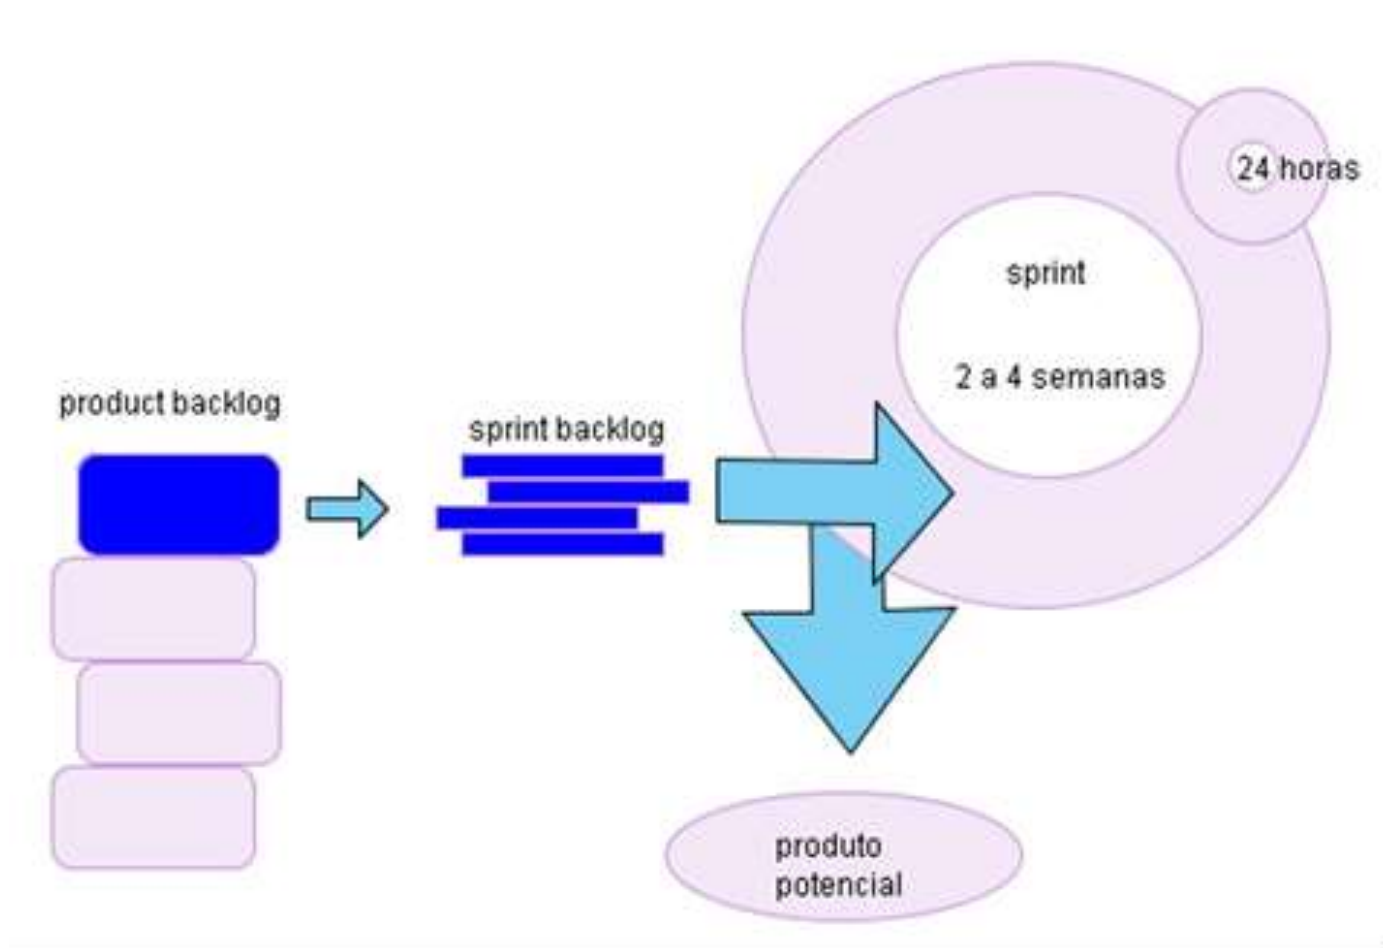 24 horas
sprint
2 a 4 semanas
product backlog
sprint backlog
produto
potencial